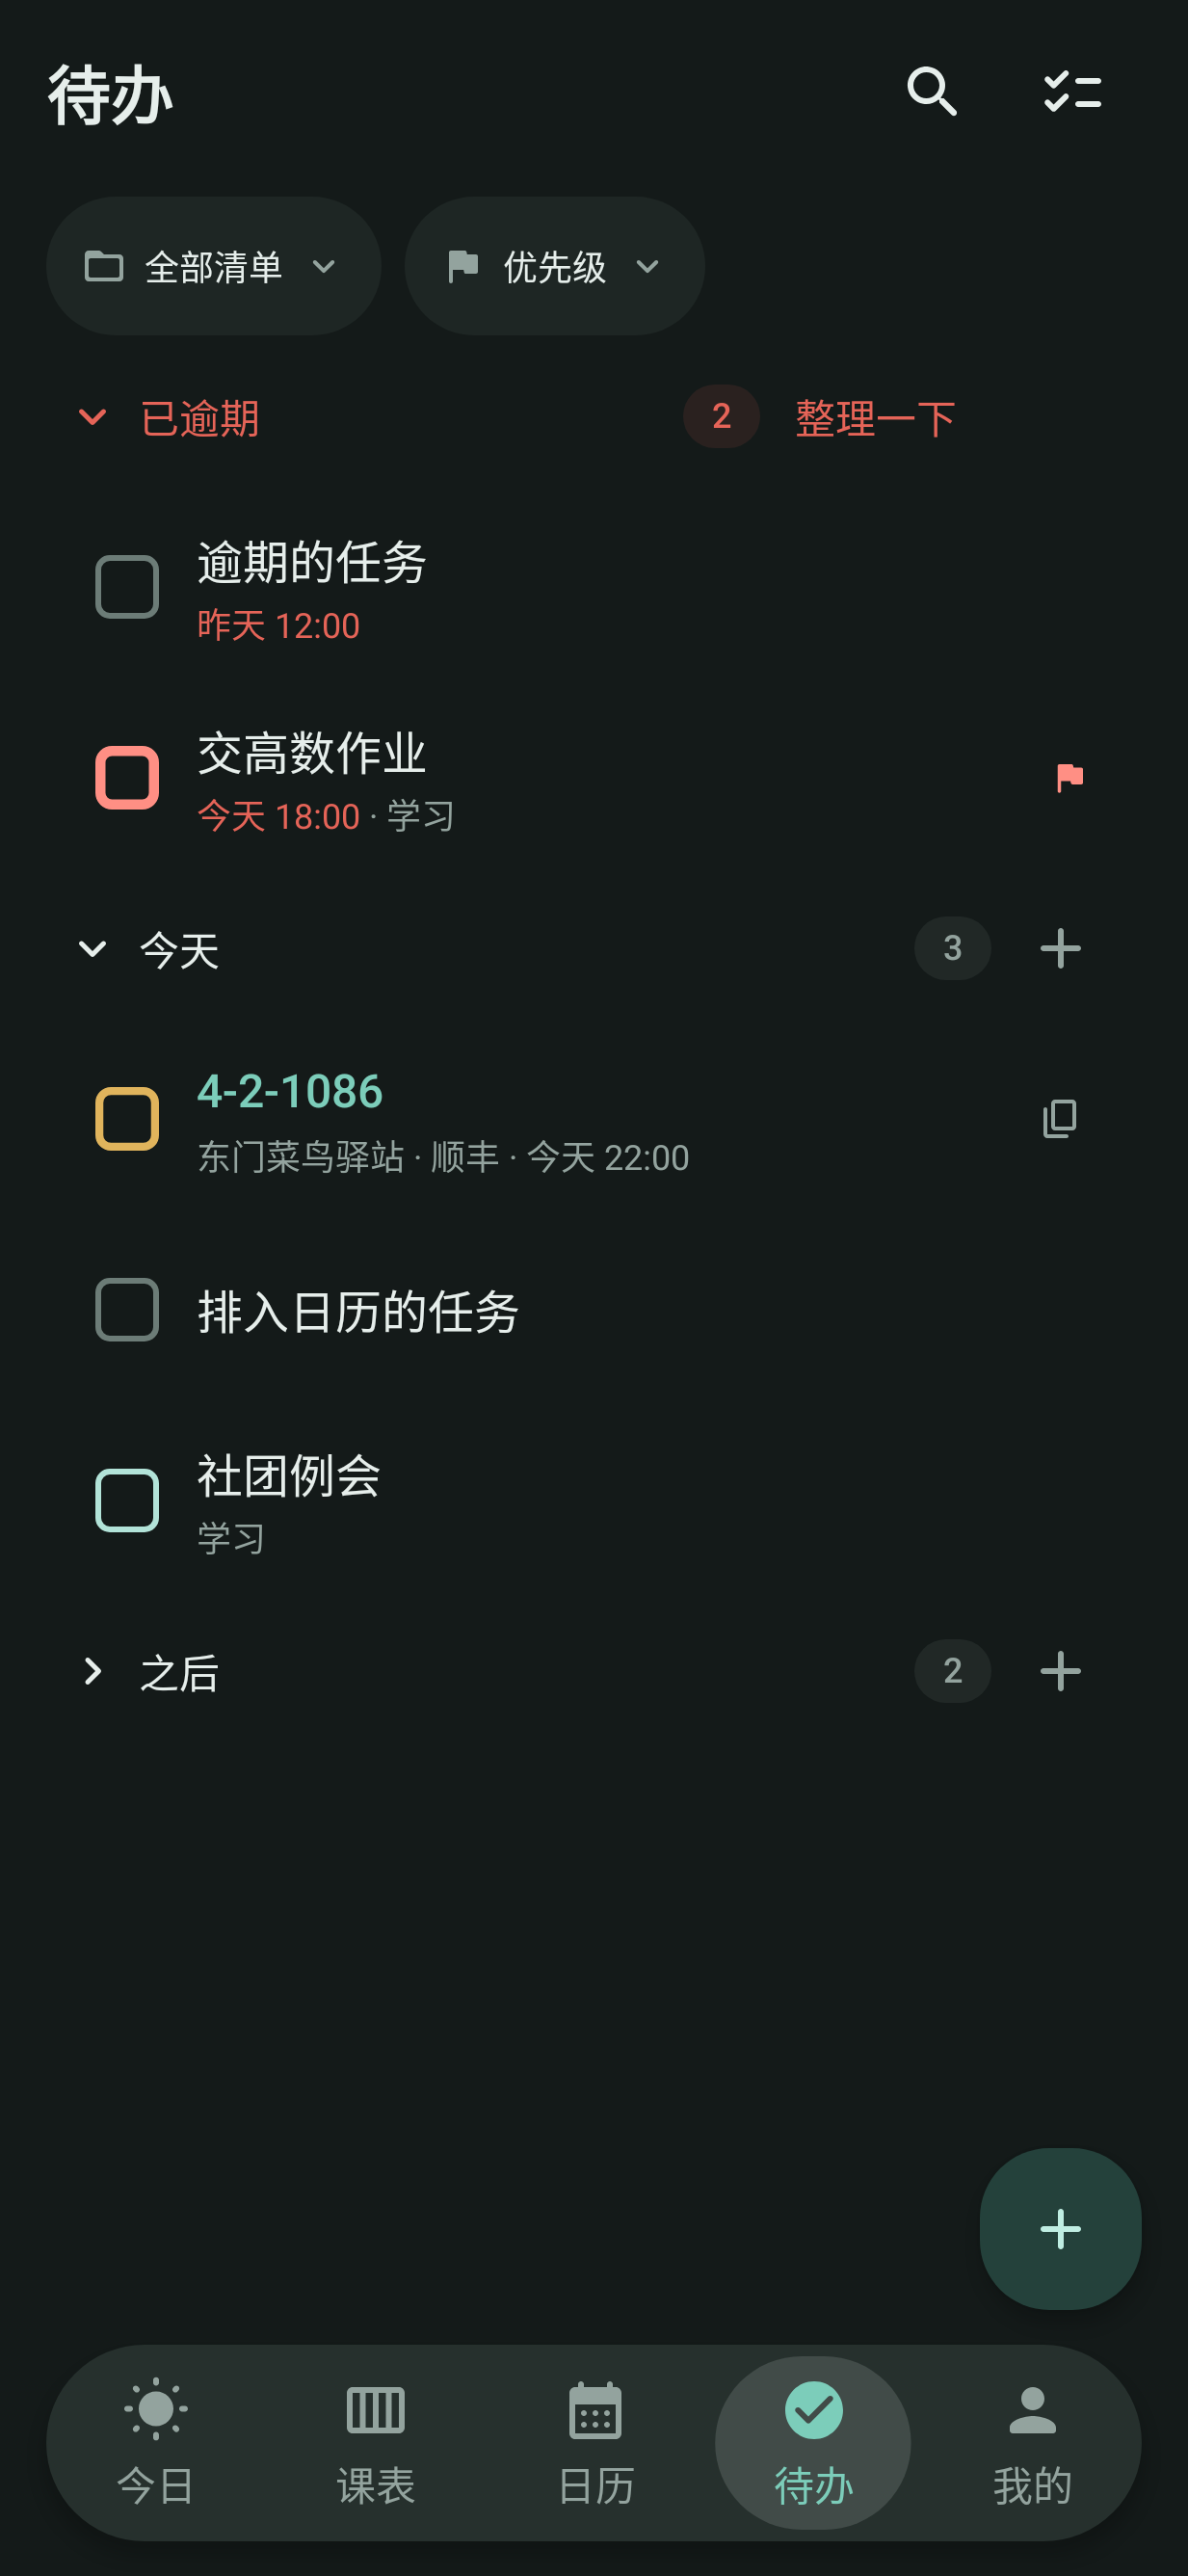 待办
全部清单
优先级
已逾期
2
整理一下
逾期的任务
昨天 12:00
交高数作业
今天 18:00 · 学习
今天
3
4-2-1086
东门菜鸟驿站 · 顺丰 · 今天 22:00
排入日历的任务
社团例会
学习
之后
2
今日
课表
日历
待办
我的